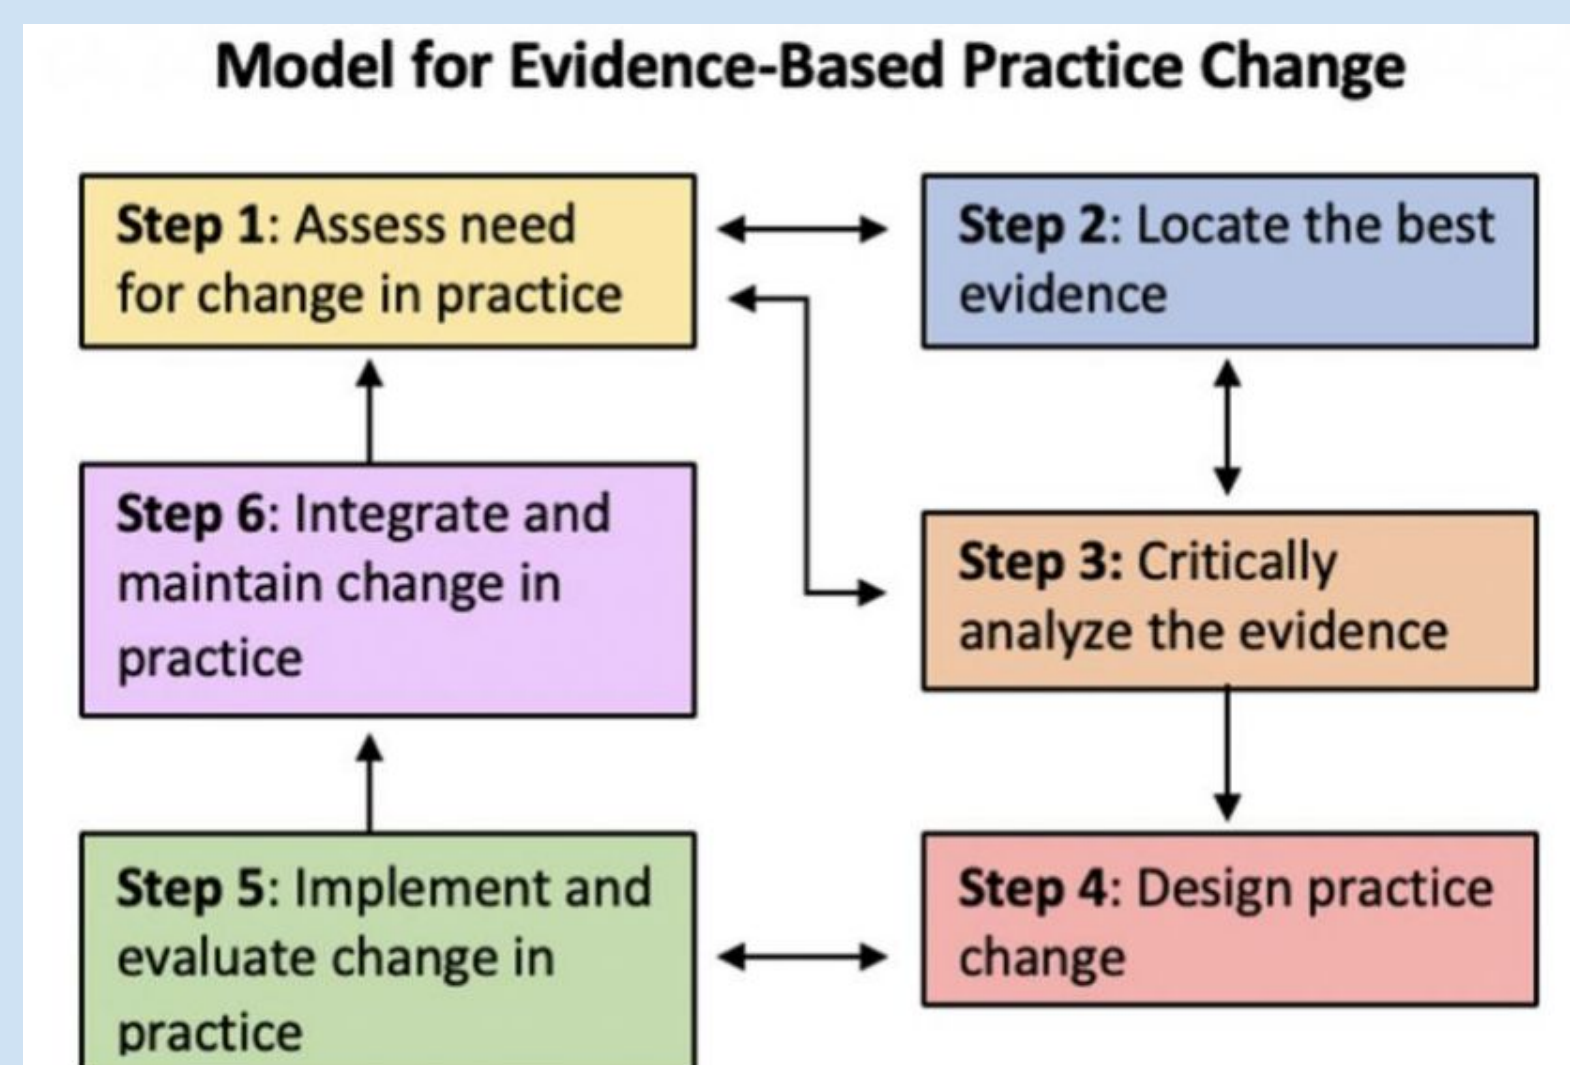 Model for Evidence-Based Practice Change
Step 1: Assess need
for change in practice
Step 2: Locate the best
evidence
Step 3: Critically
analyze the evidence
Step 4: Design practice
change
Step 5: Implement and
evaluate change in
practice
Step 6: Integrate and
maintain change in
practice